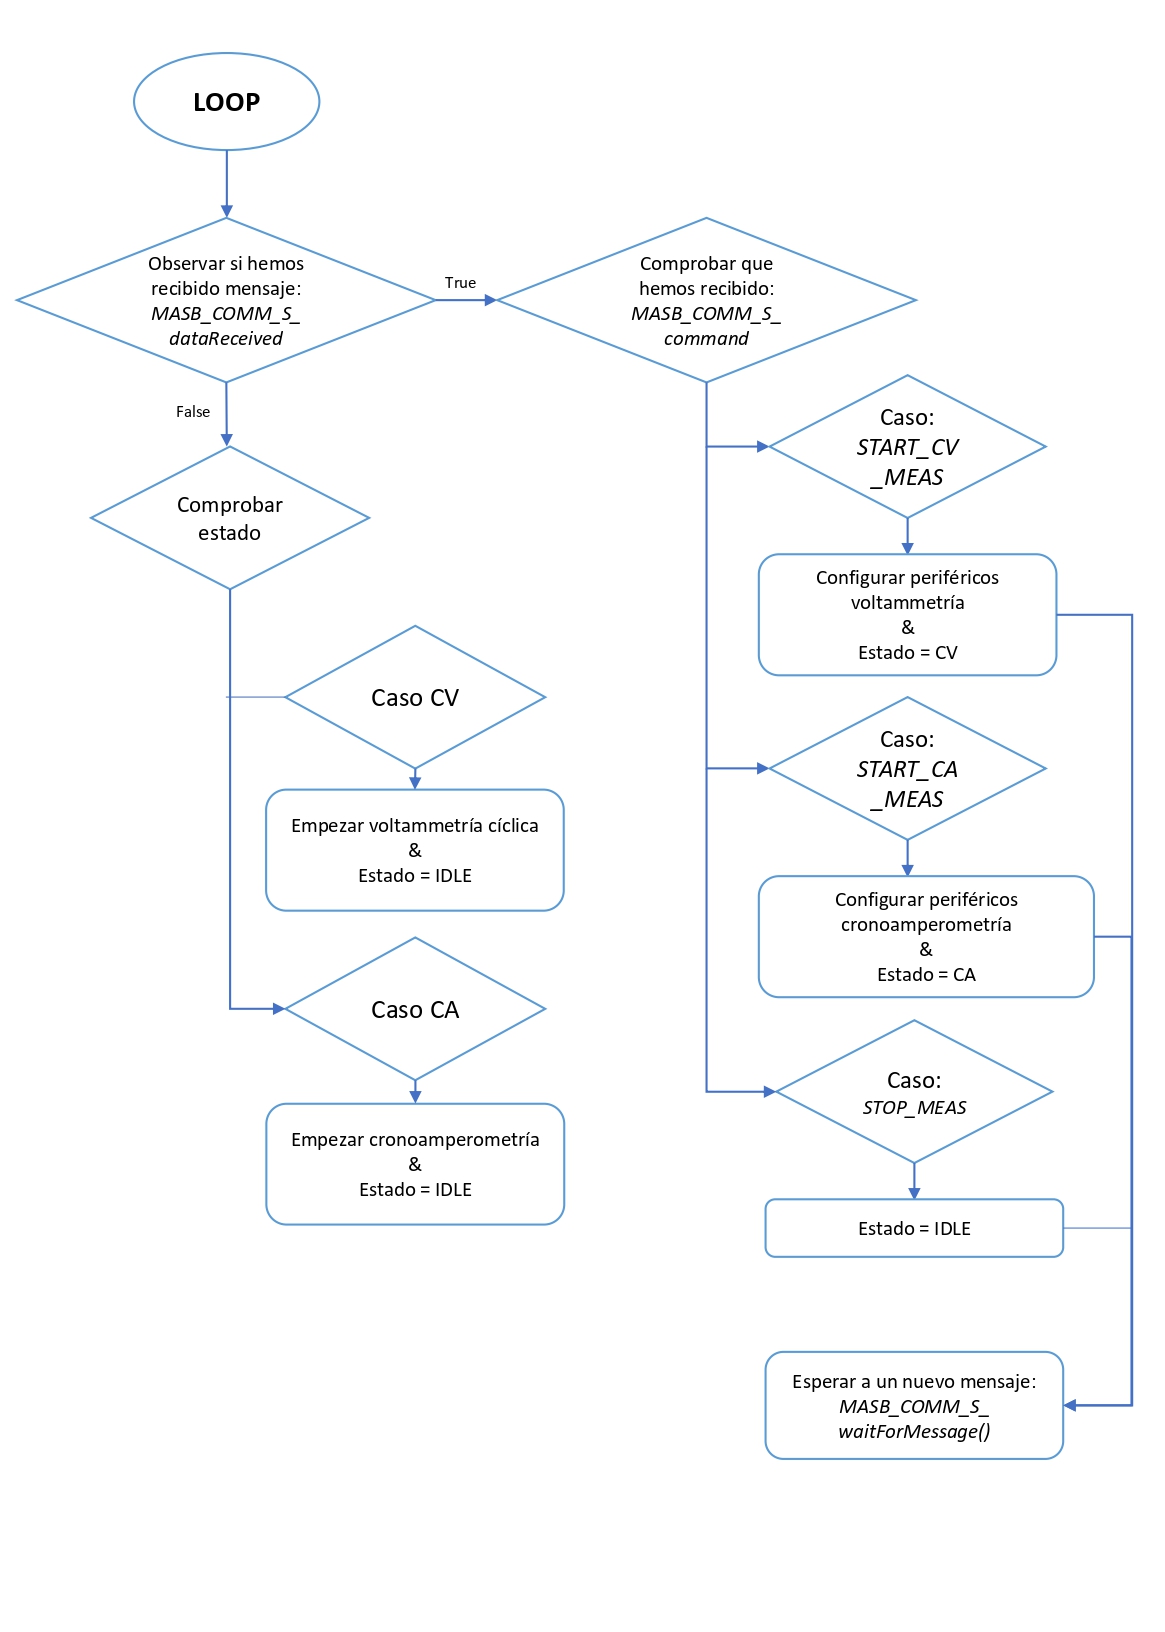 LOOP
Observar si hemos
recibido mensaje:
MASB_COMM_S_
dataReceived
True
Comprobar que
hemos recibido:
MASB_COMM_S_
command
False
Comprobar
estado
Caso CV
Empezar voltammetría cíclica
&
Estado = IDLE
Caso CA
Empezar cronoamperometría
&
Estado = IDLE
Caso:
START_CV
_MEAS
Configurar periféricos
voltammetría
&
Estado = CV
Caso:
START_CA
_MEAS
Configurar periféricos
cronoamperometría
&
Estado = CA
Caso:
STOP_MEAS
Estado = IDLE
Esperar a un nuevo mensaje:
MASB_COMM_S_
waitForMessage()